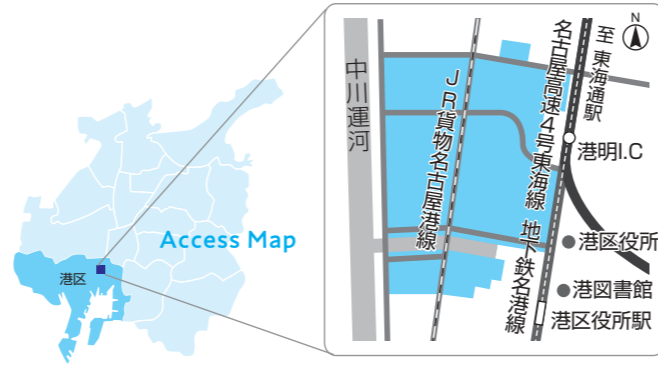 港区
Access Map
中川運河
JR貨物名古屋港線
名古屋高速4号東海線
地下鉄名港線
至 東海通駅
N
港明I.C
港区役所
港図書館
港区役所駅